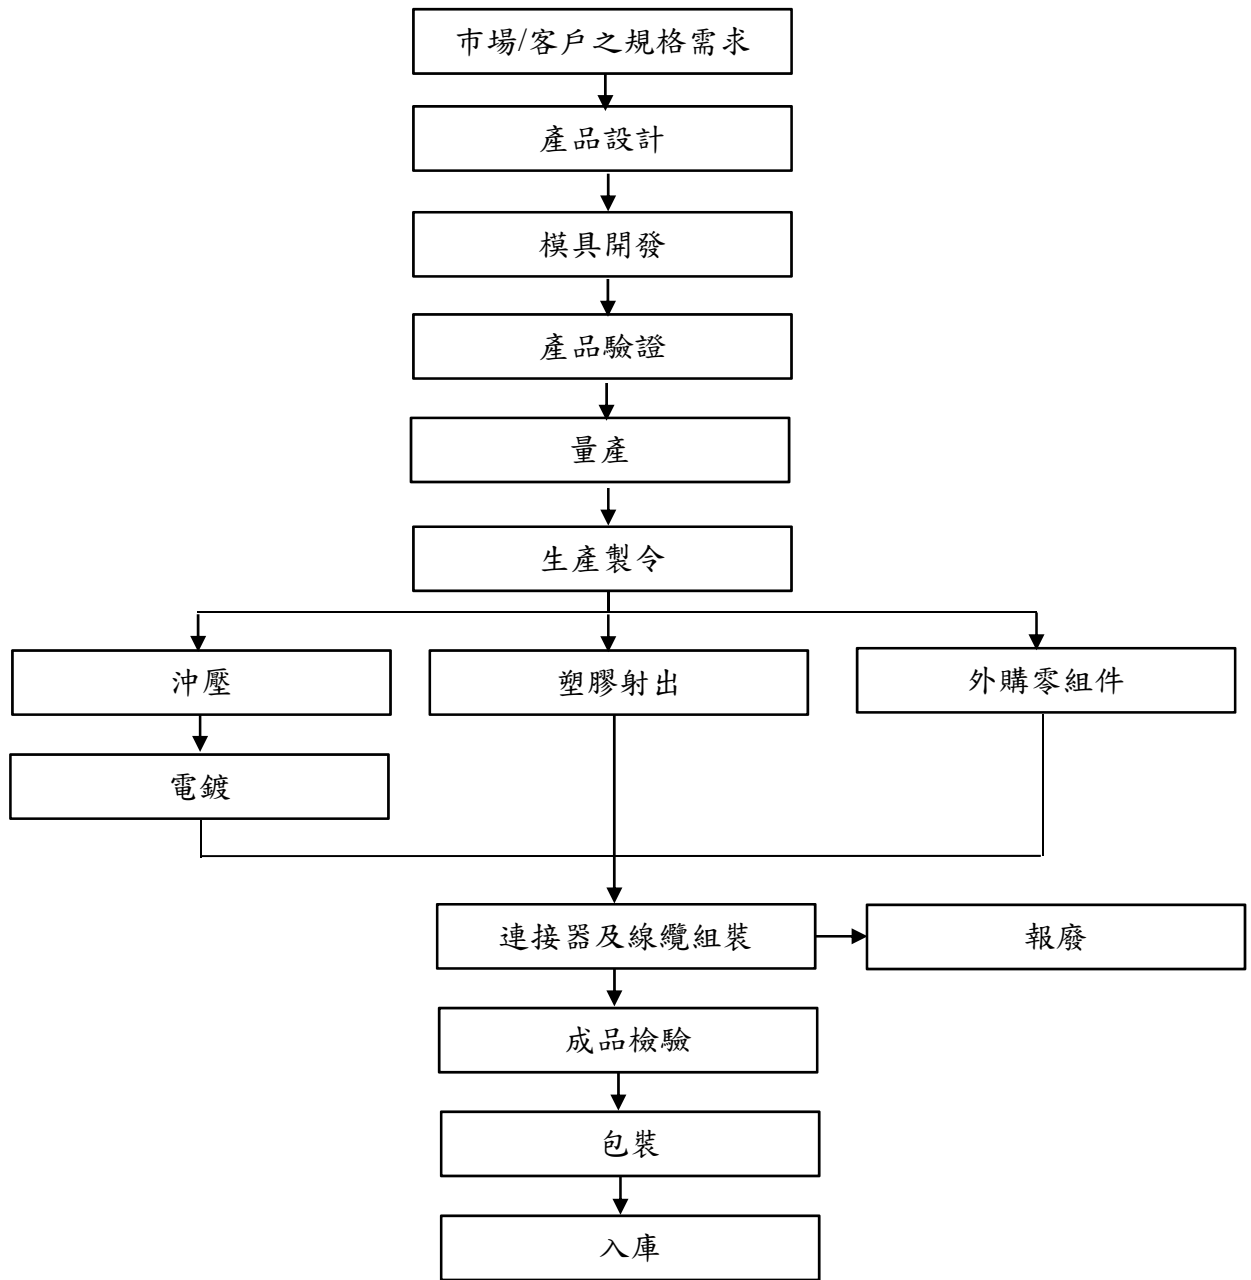 市場/客戶之規格需求
產品設計
模具開發
產品驗證
量產
生產製令
沖壓
塑膠射出
外購零組件
電鍍
連接器及線纜組裝
報廢
成品檢驗
包裝
入庫